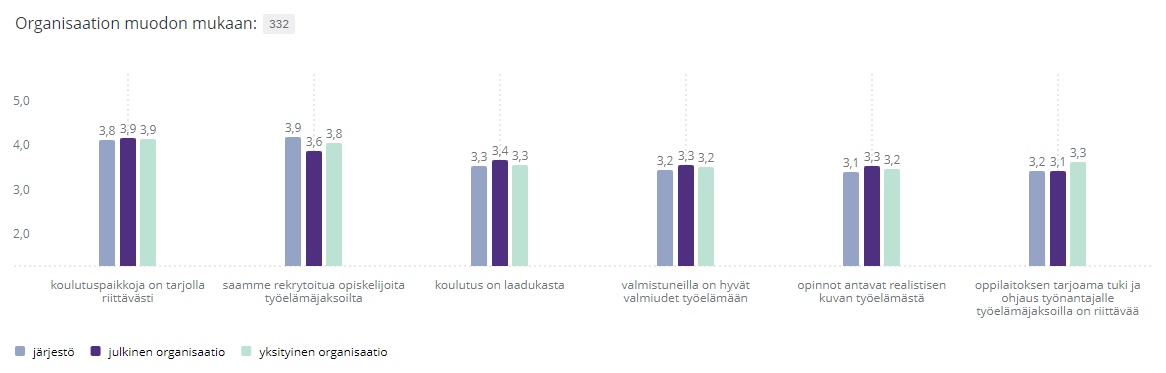 Organisaation muodon mukaan: 332
5,0
4,0
3,0
2,0
3,8 3,9 3,9
3,9 3,6 3,8
3,3 3,4 3,3
3,2 3,3 3,2
3,1 3,3 3,2
3,2 3,1 3,3
koulutuspaikkoja on tarjolla
riittävästi
saamme rekrytoitua opiskelijoita
työelämäjaksoilta
koulutus on laadukasta
valmistuneilla on hyvät
valmiudet työelämään
opinnot antavat realistisen
kuvan työelämästä
oppilaitoksen tarjoama tuki ja
ohjaus työnantajalle
työelämäjaksoilla on riittävää
järjestö julkinen organisaatio yksityinen organisaatio